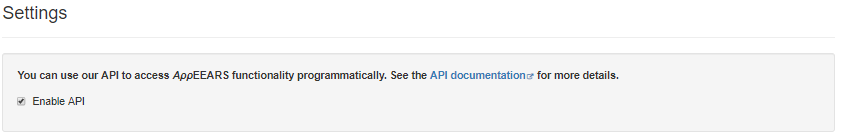 Settings
You can use our API to access AppEEARS functionality programmatically. See the API documentation for more details.
Enable API